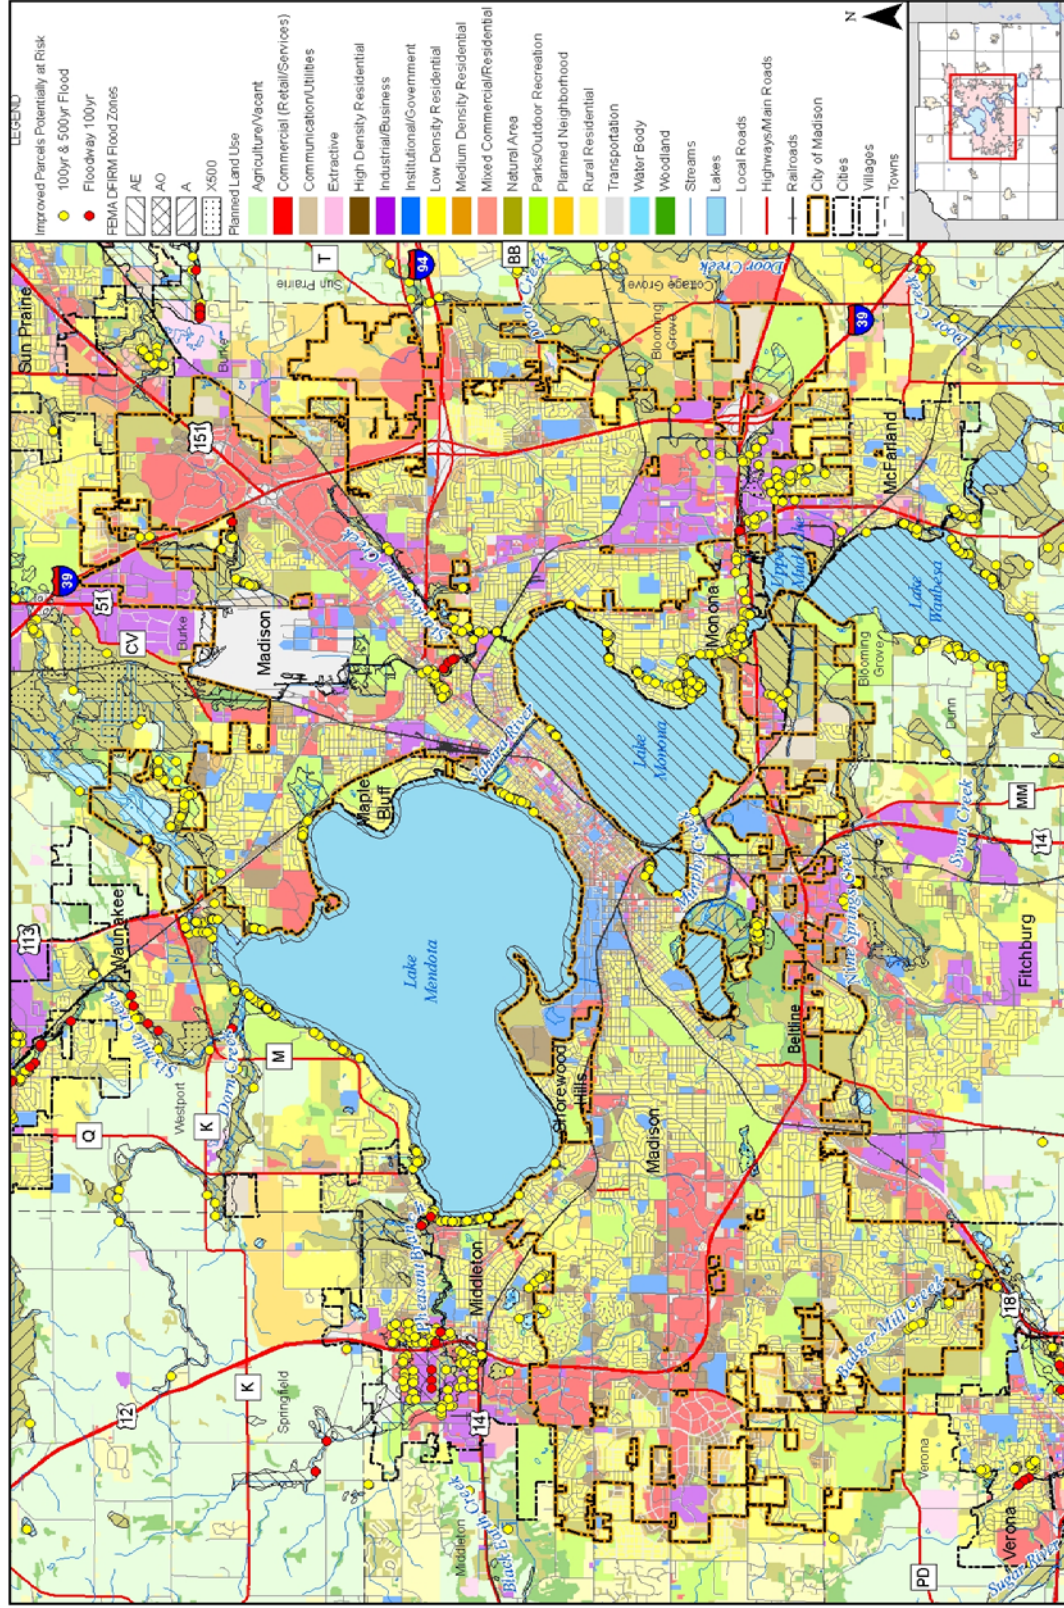 LEGEND
Improved Parcels Potentially at Risk
100yr & 500yr Flood
Floodway 100yr
FEMA DFIRM Flood Zones
AE
AO
A
X500
Planned Land Use
Agriculture/Vacant
Commercial (Retail/Services)
Communication/Utilities
Extractive
High Density Residential
Industrial/Business
Institutional/Government
Low Density Residential
Medium Density Residential
Mixed Commercial/Residential
Natural Area
Parks/Outdoor Recreation
Planned Neighborhood
Rural Residential
Transportation
Water Body
Woodland
Streams
Lakes
Local Roads
Highways/Main Roads
Railroads
City of Madison
Cities
Villages
Towns
N
12
K
Springfield
Q
Westport
K
Dorn Creek
M
Sixmile Creek
Waunakee
113
CV
51
39
Burke
Madison
151
Sun Prairie
Burke
T
Sun Prairie
94
BB
Door Creek
Cottage Grove
Blooming
Grove
Door Creek
39
Door Creek
McFarland
Starkweather Creek
Maple
Bluff
Yahara River
Lake
Mendota
Lake
Monona
Monona
Upper
Mud Lake
Lake
Waubesa
Blooming
Grove
Dunn
Murphy Creek
Nine Springs Creek
Swan Creek
MM
14
Fitchburg
Beltline
Shorewood
Hills
Madison
Pheasant Branch
Middleton
14
Middleton
Black Earth Creek
Badger Mill Creek
18
Verona
Verona
PD
Sugar River